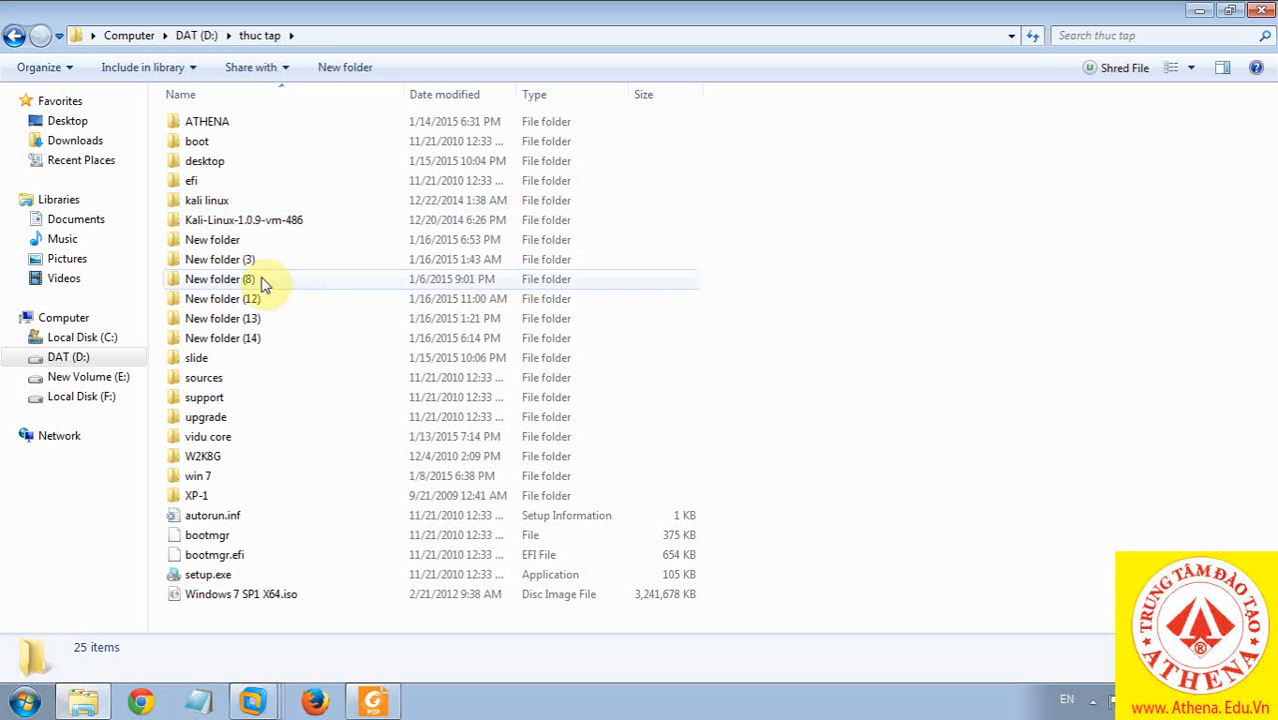 Computer DAT (D:) thuc tap
Search thuc tap
Organize Include in library Share with New folder
Shred File
Name Date modified Type Size
Favorites
Desktop
Downloads
Recent Places
Libraries
Documents
Music
Pictures
Videos
Computer
Local Disk (C:)
DAT (D:)
New Volume (E:)
Local Disk (F:)
Network
ATHENA 1/14/2015 6:31 PM File folder
boot 11/21/2010 12:33 ... File folder
desktop 1/15/2015 10:04 PM File folder
efi 11/21/2010 12:33 ... File folder
kali linux 12/22/2014 1:38 AM File folder
Kali-Linux-1.0.9-vm-486 12/20/2014 6:26 PM File folder
New folder 1/16/2015 6:53 PM File folder
New folder (3) 1/16/2015 1:43 AM File folder
New folder (8) 1/6/2015 9:01 PM File folder
New folder (12) 1/16/2015 11:00 AM File folder
New folder (13) 1/16/2015 1:21 PM File folder
New folder (14) 1/16/2015 6:14 PM File folder
slide 1/15/2015 10:06 PM File folder
sources 11/21/2010 12:33 ... File folder
support 11/21/2010 12:33 ... File folder
upgrade 11/21/2010 12:33 ... File folder
vidu core 1/13/2015 7:14 PM File folder
W2K8G 12/4/2010 2:09 PM File folder
win 7 1/8/2015 6:38 PM File folder
XP-1 9/21/2009 12:41 AM File folder
autorun.inf 11/21/2010 12:33 ... Setup Information 1 KB
bootmgr 11/21/2010 12:33 ... File 375 KB
bootmgr.efi 11/21/2010 12:33 ... EFI File 654 KB
setup.exe 11/21/2010 12:33 ... Application 105 KB
Windows 7 SP1 X64.iso 2/21/2012 9:38 AM Disc Image File 3,241,678 KB
25 items
PDF
EN
TRUNG TÂM ĐÀO TẠO
ATHENA
®
www.Athena.Edu.Vn